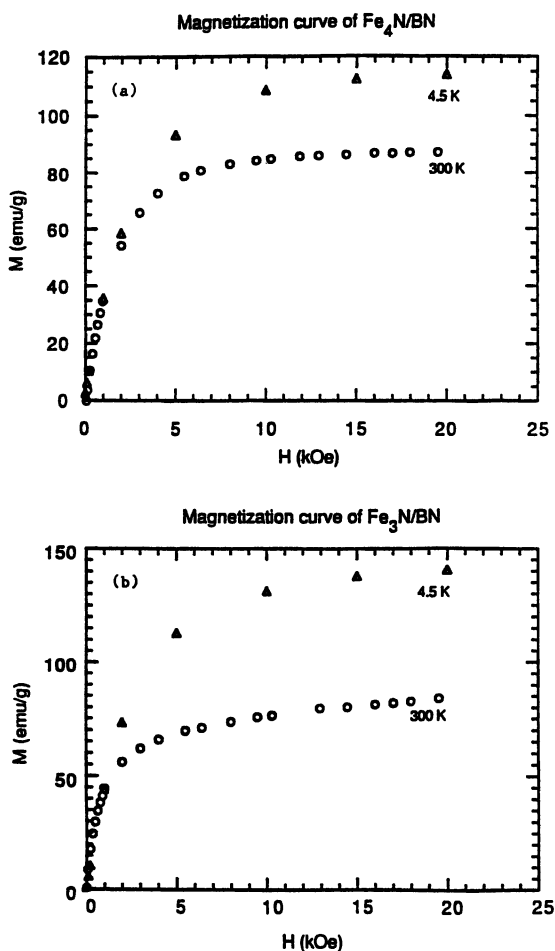 Magnetization curve of Fe4N/BN
120
(a)
4.5 K
100
80
300 K
60
M (emu/g)
40
20
0
0 5 10 15 20 25
H (kOe)
Magnetization curve of Fe3N/BN
150
(b)
4.5 K
100
300 K
M (emu/g)
50
0
0 5 10 15 20 25
H (kOe)